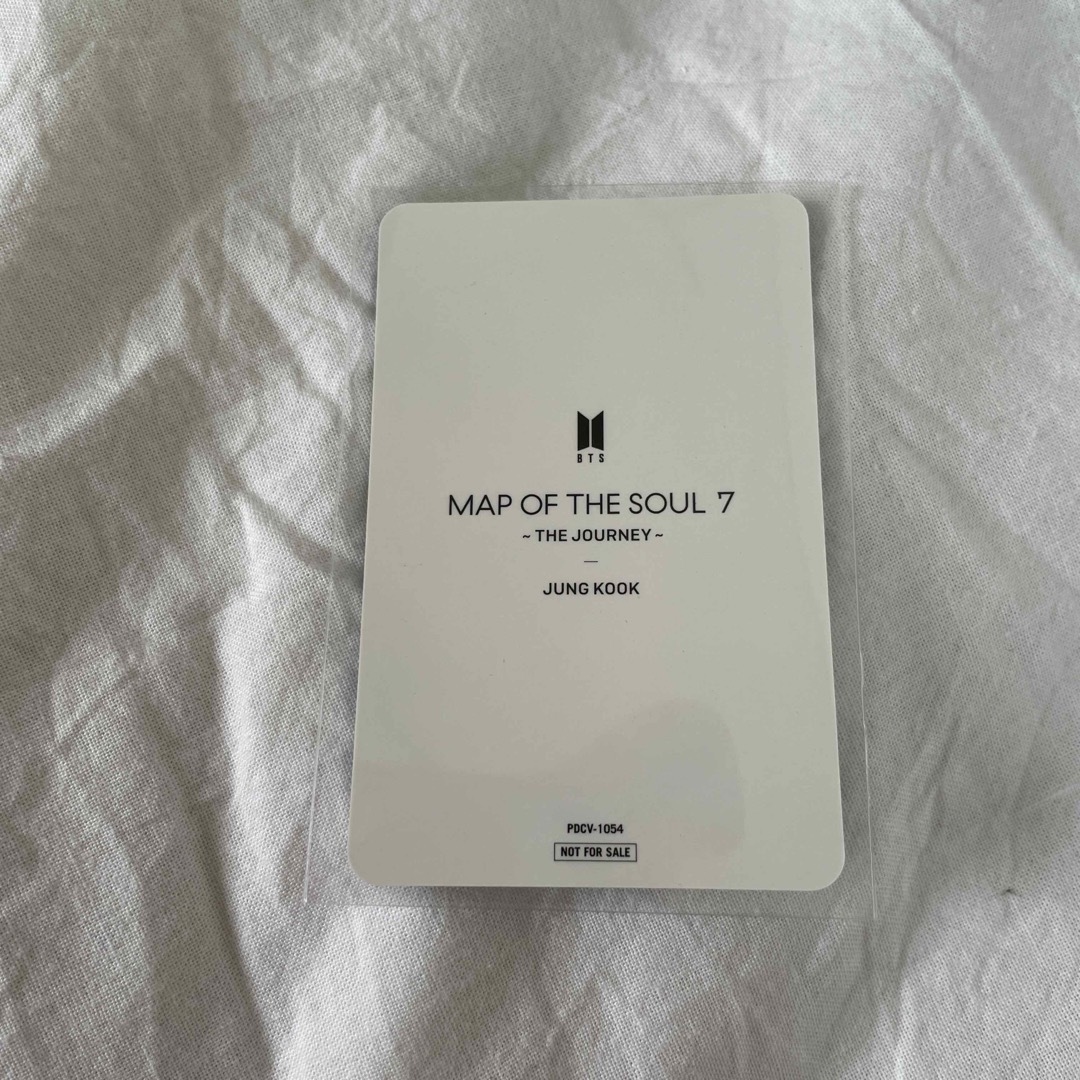 BTS
MAP OF THE SOUL 7
~ THE JOURNEY ~
JUNG KOOK
PDCV-1054
NOT FOR SALE